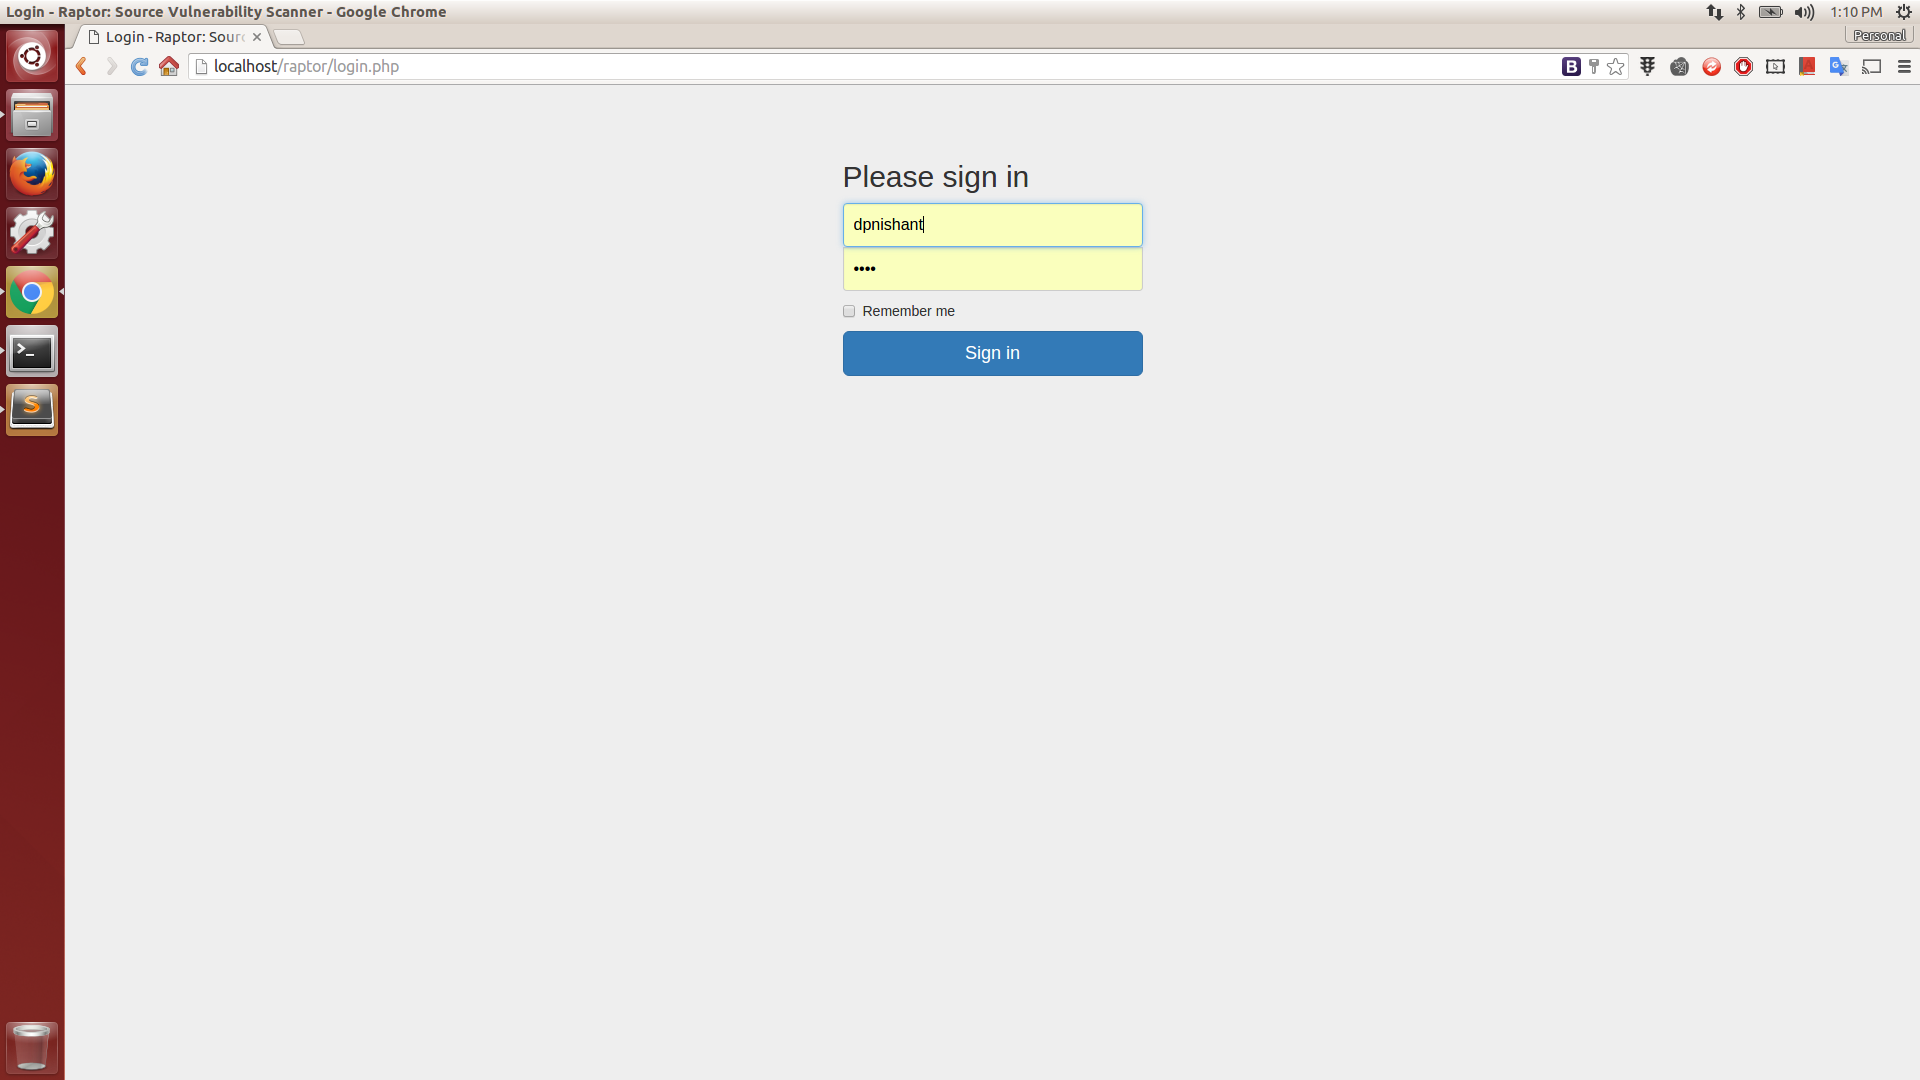 Login - Raptor: Source Vulnerability Scanner - Google Chrome
1:10 PM
Login - Raptor: Sour
Personal
localhost/raptor/login.php
Please sign in
dpnishant
••••
Remember me
Sign in